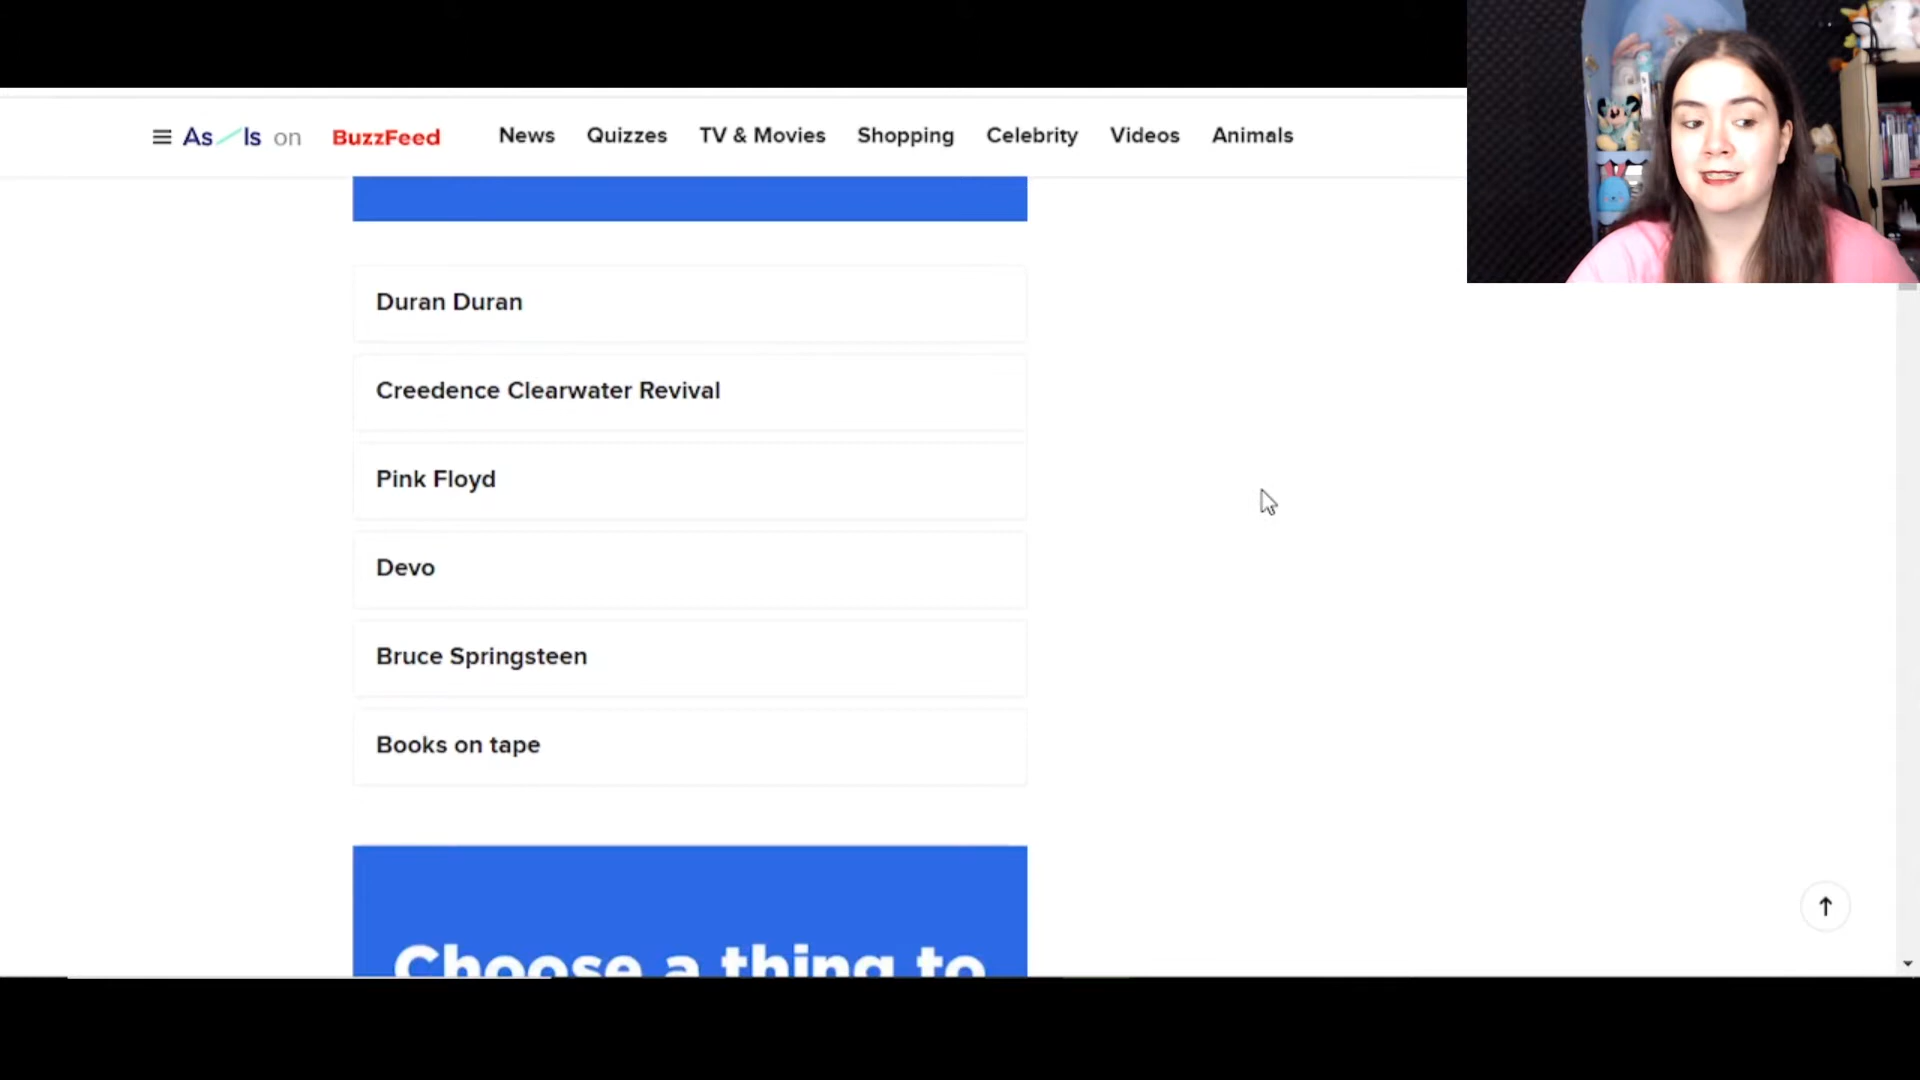 As Is on BuzzFeed News Quizzes TV & Movies Shopping Celebrity Videos Animals
Duran Duran
Creedence Clearwater Revival
Pink Floyd
Devo
Bruce Springsteen
Books on tape
Choose a thing to